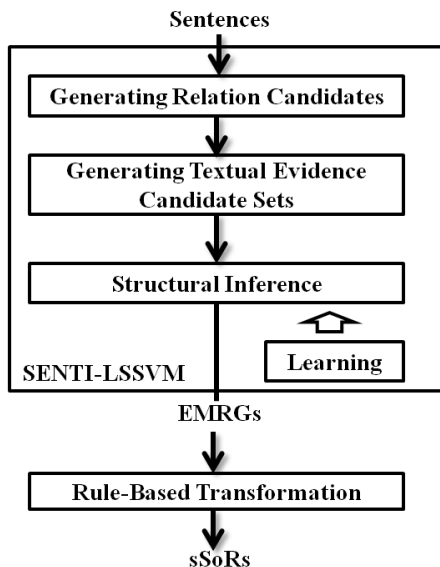 Sentences
Generating Relation Candidates
Generating Textual Evidence
Candidate Sets
Structural Inference
Learning
SENTI-LSSVM
EMRGs
Rule-Based Transformation
sSoRs